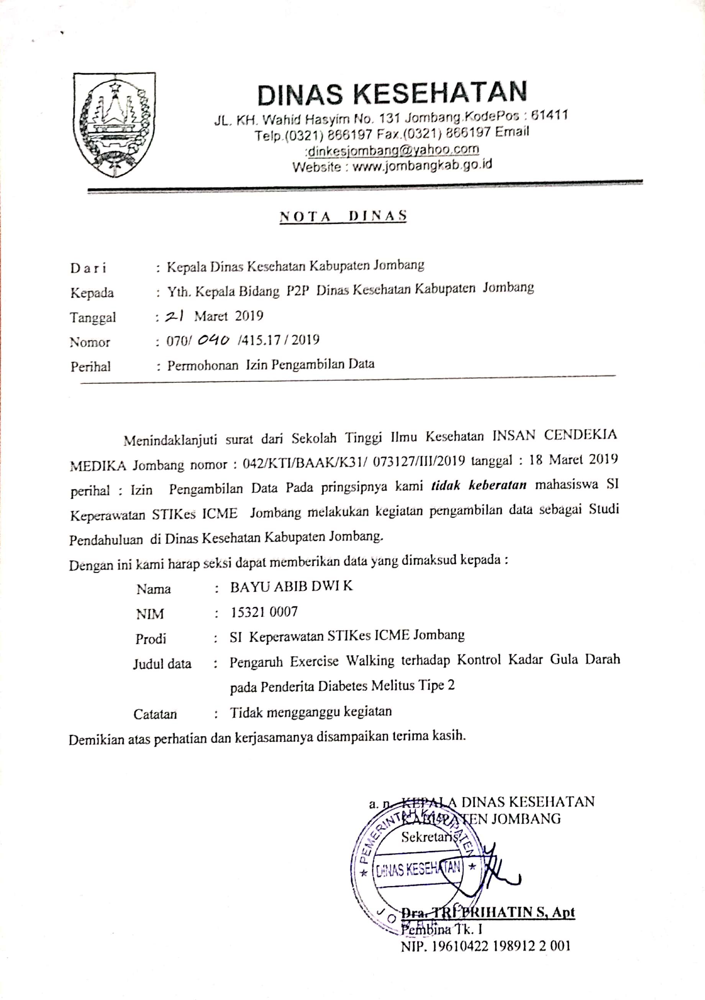 DINAS KESEHATAN
JL. KH. Wahid Hasyim No. 131 Jombang.KodePos : 61411
Telp.(0321) 866197 Fax.(0321) 866197 Email
:dinkesjombang@yahoo.com
Website : www.jombangkab.go.id
NOTA DINAS
Dari : Kepala Dinas Kesehatan Kabupaten Jombang
Kepada : Yth. Kepala Bidang P2P Dinas Kesehatan Kabupaten Jombang
Tanggal : 21 Maret 2019
Nomor : 070/ 040 /415.17 / 2019
Perihal : Permohonan Izin Pengambilan Data
Menindaklanjuti surat dari Sekolah Tinggi Ilmu Kesehatan INSAN CENDEKIA
MEDIKA Jombang nomor : 042/KTI/BAAK/K31/ 073127/III/2019 tanggal : 18 Maret 2019
perihal : Izin Pengambilan Data Pada pringsipnya kami tidak keberatan mahasiswa SI
Keperawatan STIKes ICME Jombang melakukan kegiatan pengambilan data sebagai Studi
Pendahuluan di Dinas Kesehatan Kabupaten Jombang.
Dengan ini kami harap seksi dapat memberikan data yang dimaksud kepada :
Nama : BAYU ABIB DWI K
NIM : 15321 0007
Prodi : SI Keperawatan STIKes ICME Jombang
Judul data : Pengaruh Exercise Walking terhadap Kontrol Kadar Gula Darah
pada Penderita Diabetes Melitus Tipe 2
Catatan : Tidak mengganggu kegiatan
Demikian atas perhatian dan kerjasamanya disampaikan terima kasih.
a. n. KEPALA DINAS KESEHATAN
KABUPATEN JOMBANG
Sekretaris
PEMERINTAH KABUPATEN
DINAS KESEHATAN
JOMBANG
Dra. TRI PRIHATIN S, Apt
Pembina Tk. I
NIP. 19610422 198912 2 001